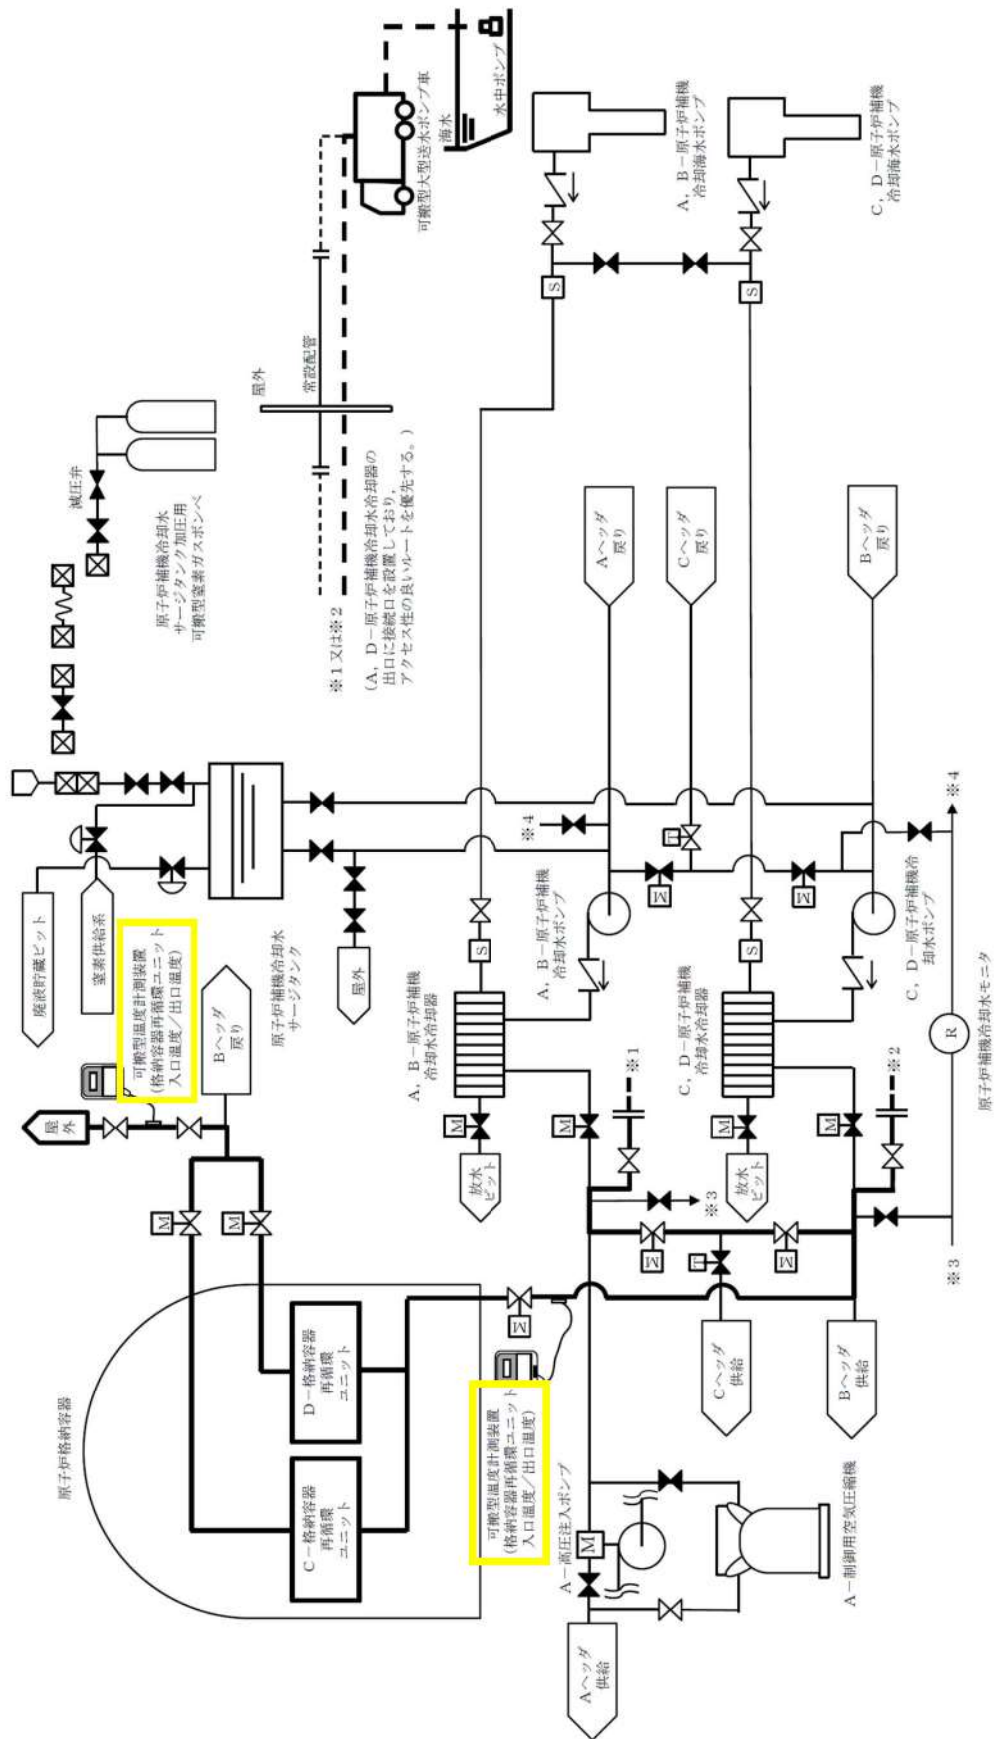 原子炉格納容器
C－格納容器
再循環
ユニット
D－格納容器
再循環
ユニット
屋外
可搬型温度計測装置
(格納容器再循環ユニット
入口温度／出口温度)
Bヘッダ
戻り
廃液貯蔵ピット
窒素供給系
原子炉補機冷却水
サージタンク
屋外
原子炉補機冷却水
サージタンク加圧用
可搬型窒素ガスボンベ
減圧弁
屋外
常設配管
※1又は※2
(A，D－原子炉補機冷却水冷却器の
出口に接続口を設置しており，
アクセス性の良いルートを優先する。)
可搬型大型送水ポンプ車
海水
水中ポンプ
A，B－原子炉補機
冷却海水ポンプ
C，D－原子炉補機
冷却海水ポンプ
S
S
M
M
M
可搬型温度計測装置
(格納容器再循環ユニット
入口温度／出口温度)
A－高圧注入ポンプ
M
A－制御用空気圧縮機
Aヘッダ
供給
放水
ピット
M
A，B－原子炉補機
冷却水冷却器
S
A，B－原子炉補機
冷却水ポンプ
※4
Aヘッダ
戻り
Cヘッダ
戻り
Bヘッダ
戻り
M
※1
※3
M
M
T
M
T
M
放水
ピット
M
C，D－原子炉補機
冷却水冷却器
S
C，D－原子炉補機冷
却水ポンプ
M
※2
Cヘッダ
供給
Bヘッダ
供給
※3
R
※4
原子炉補機冷却水モニタ